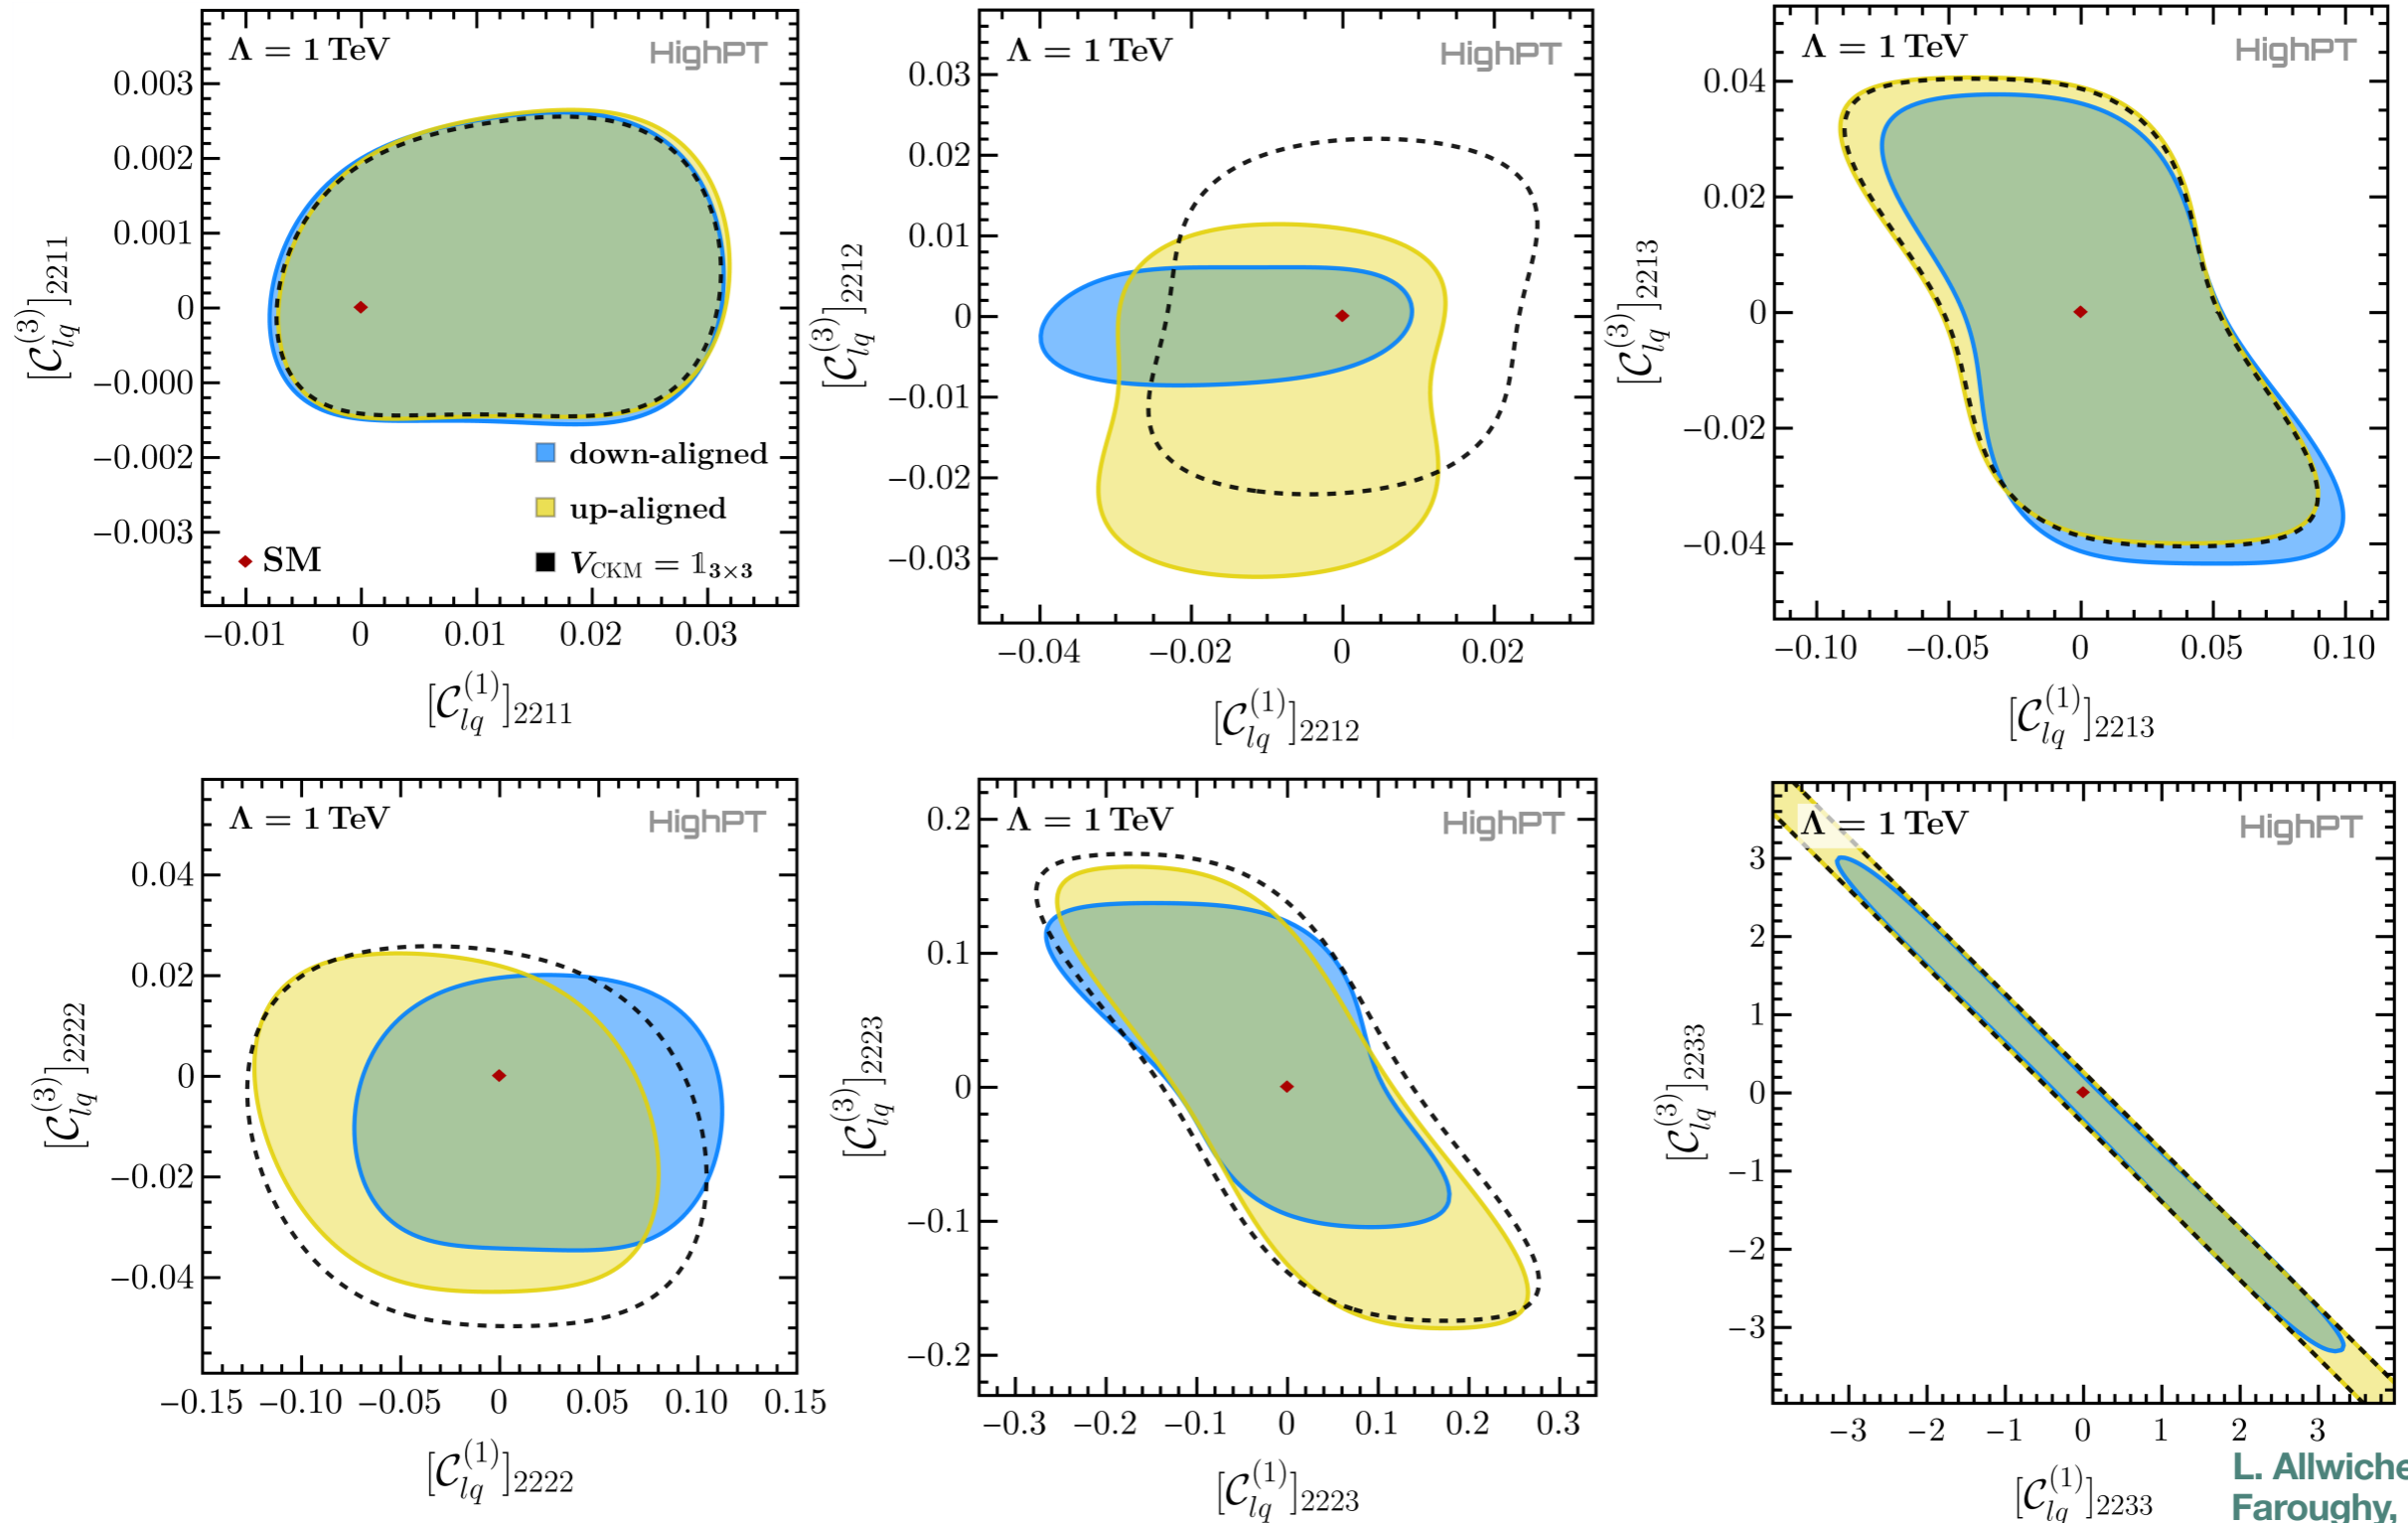 Λ = 1 TeV
HighPT
0.003
0.002
0.001
0
−0.000
−0.002
−0.003
down-aligned
up-aligned
SM
V_CKM = 𝟙_3×3
−0.01 0 0.01 0.02 0.03
[C_lq^(3)]_2211
[C_lq^(1)]_2211
Λ = 1 TeV
HighPT
0.03
0.02
0.01
0
−0.01
−0.02
−0.03
−0.04 −0.02 0 0.02
[C_lq^(3)]_2212
[C_lq^(1)]_2212
Λ = 1 TeV
HighPT
0.04
0.02
0
−0.02
−0.04
−0.10 −0.05 0 0.05 0.10
[C_lq^(3)]_2213
[C_lq^(1)]_2213
Λ = 1 TeV
HighPT
0.04
0.02
0
−0.02
−0.04
−0.15 −0.10 −0.05 0 0.05 0.10 0.15
[C_lq^(3)]_2222
[C_lq^(1)]_2222
Λ = 1 TeV
HighPT
0.2
0.1
0
−0.1
−0.2
−0.3 −0.2 −0.1 0 0.1 0.2 0.3
[C_lq^(3)]_2223
[C_lq^(1)]_2223
Λ = 1 TeV
HighPT
3
2
1
0
−1
−2
−3
−3 −2 −1 0 1 2 3
[C_lq^(3)]_2233
[C_lq^(1)]_2233
L. Allwiche
Faroughy,